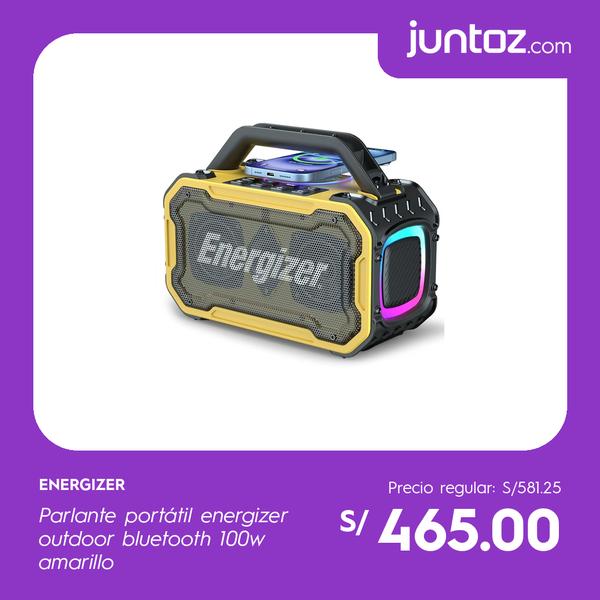 juntoz.com
Energizer
ENERGIZER
Parlante portátil energizer
outdoor bluetooth 100w
amarillo
Precio regular: S/581.25
S/ 465.00